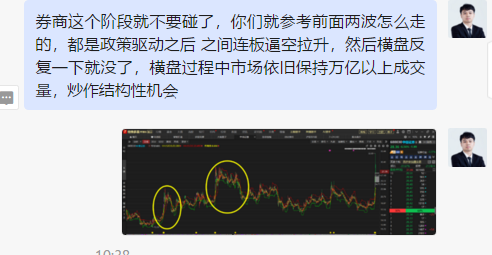 券商这个阶段就不要碰了，你们就参考前面两波怎么走
的，都是政策驱动之后 之间连板逼空拉升，然后横盘反
复一下就没了，横盘过程中市场依旧保持万亿以上成交
量，炒作结构性机会